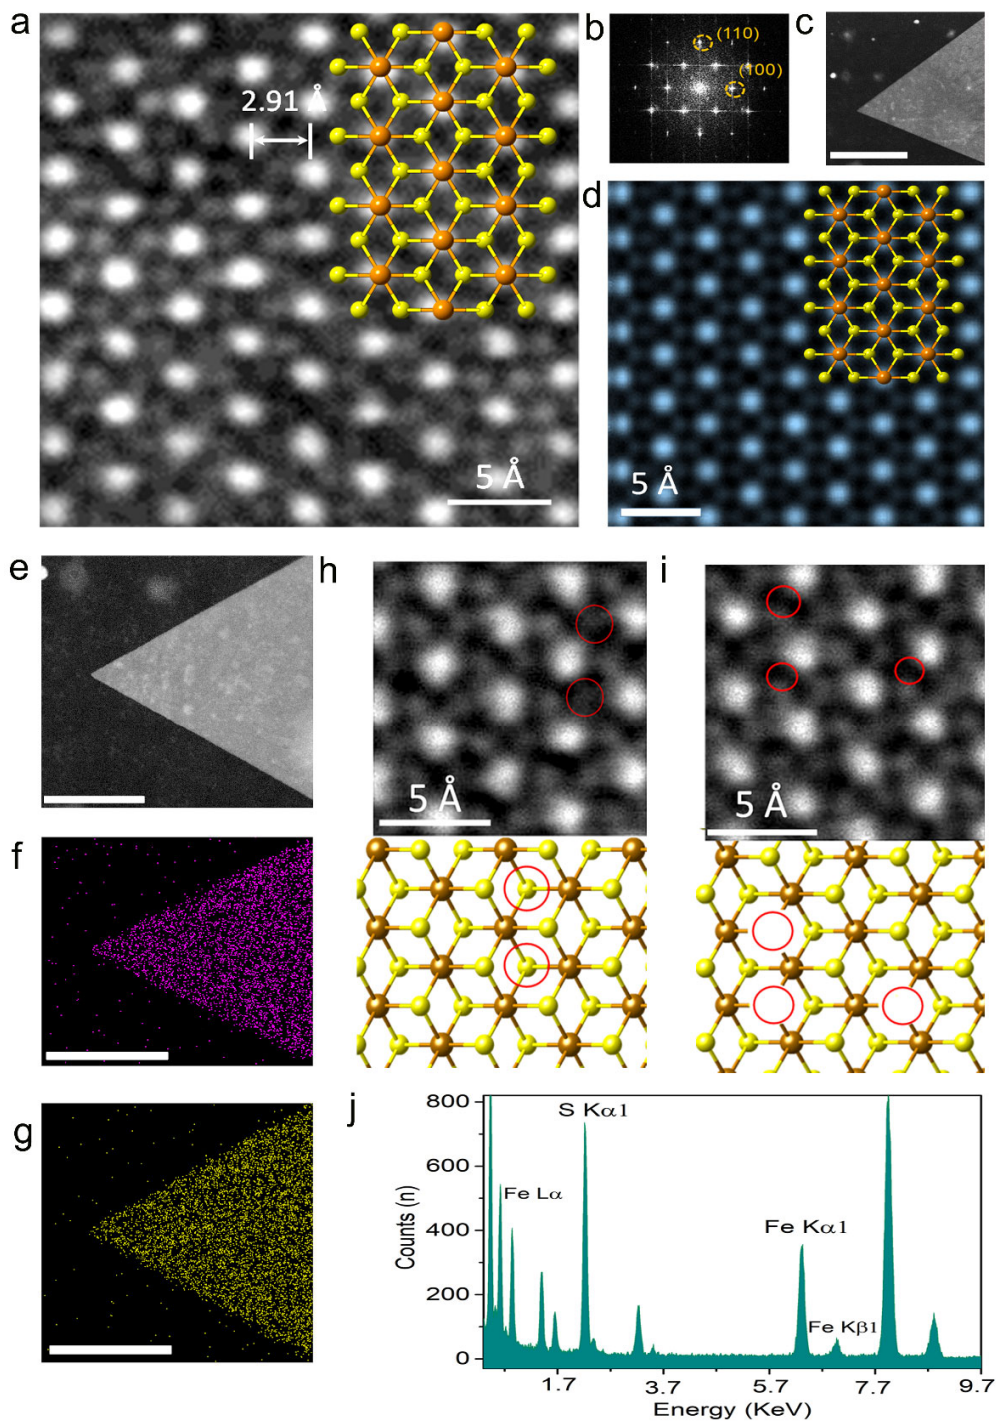 a
2.91 Å
5 Å
b
(110)
(100)
c
d
5 Å
e
f
g
h
5 Å
i
5 Å
j
800
600
400
200
0
Counts (n)
S Kα1
Fe Lα
Fe Kα1
Fe Kβ1
1.7
3.7
5.7
7.7
9.7
Energy (KeV)